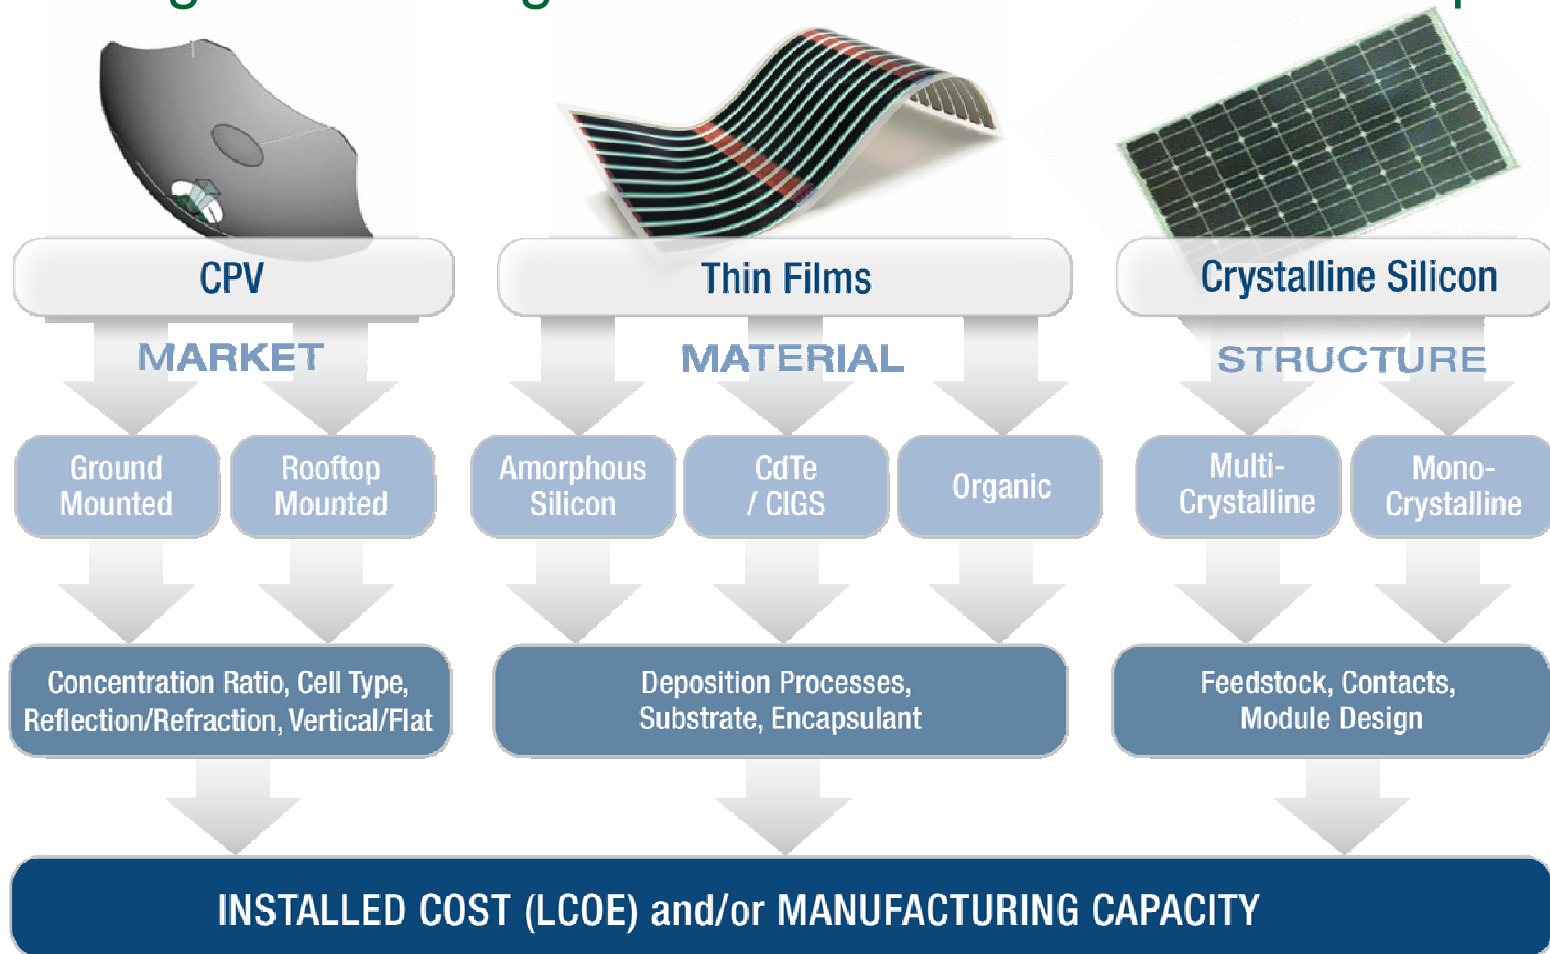 CPV
Thin Films
Crystalline Silicon
MARKET
MATERIAL
STRUCTURE
Ground
Mounted
Rooftop
Mounted
Amorphous
Silicon
CdTe
/ CIGS
Organic
Multi-
Crystalline
Mono-
Crystalline
Concentration Ratio, Cell Type,
Reflection/Refraction, Vertical/Flat
Deposition Processes,
Substrate, Encapsulant
Feedstock, Contacts,
Module Design
INSTALLED COST (LCOE) and/or MANUFACTURING CAPACITY